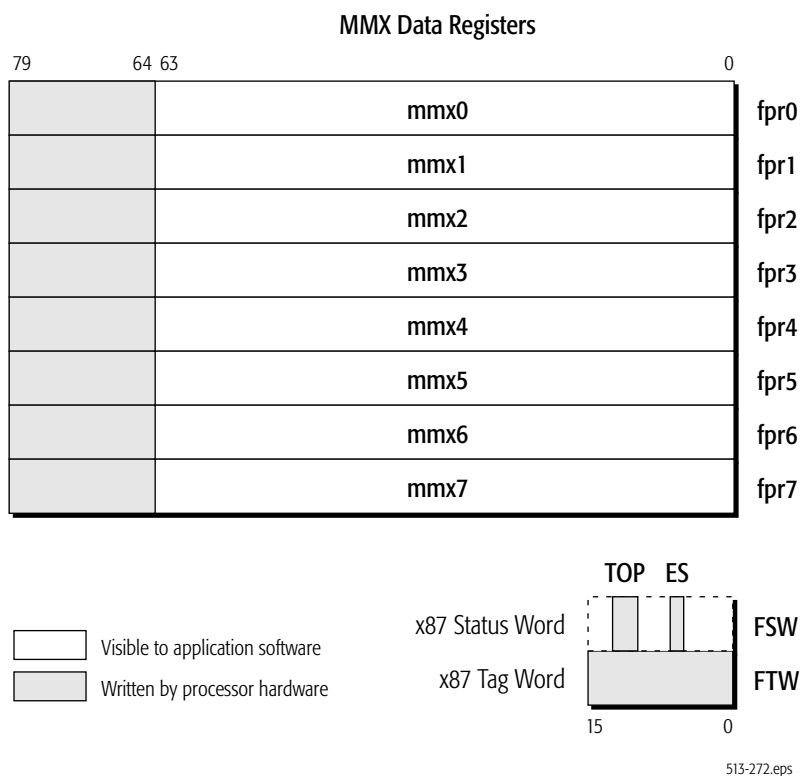 MMX Data Registers
79 64 63 0
mmx0 fpr0
mmx1 fpr1
mmx2 fpr2
mmx3 fpr3
mmx4 fpr4
mmx5 fpr5
mmx6 fpr6
mmx7 fpr7
TOP ES
x87 Status Word FSW
Visible to application software
x87 Tag Word FTW
Written by processor hardware
15 0
513-272.eps